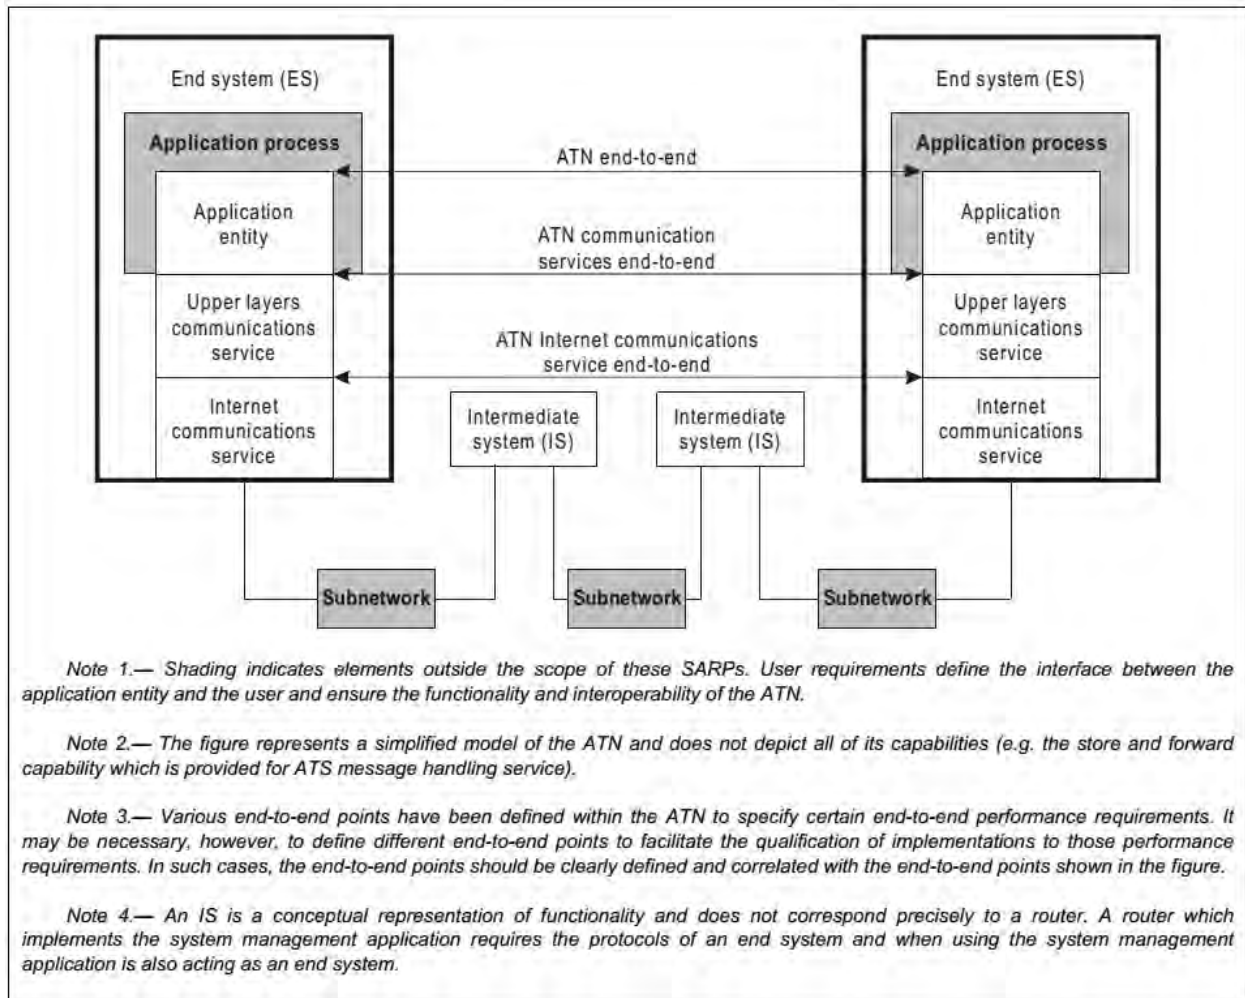 End system (ES)
End system (ES)
Application process
Application process
ATN end-to-end
Application
entity
Application
entity
ATN communication
services end-to-end
Upper layers
communications
service
Upper layers
communications
service
ATN Internet communications
service end-to-end
Internet
communications
service
Intermediate
system (IS)
Intermediate
system (IS)
Internet
communications
service
Subnetwork
Subnetwork
Subnetwork
Note 1.— Shading indicates elements outside the scope of these SARPs. User requirements define the interface between the
application entity and the user and ensure the functionality and interoperability of the ATN.
Note 2.— The figure represents a simplified model of the ATN and does not depict all of its capabilities (e.g. the store and forward
capability which is provided for ATS message handling service).
Note 3.— Various end-to-end points have been defined within the ATN to specify certain end-to-end performance requirements. It
may be necessary, however, to define different end-to-end points to facilitate the qualification of implementations to those performance
requirements. In such cases, the end-to-end points should be clearly defined and correlated with the end-to-end points shown in the figure.
Note 4.— An IS is a conceptual representation of functionality and does not correspond precisely to a router. A router which
implements the system management application requires the protocols of an end system and when using the system management
application is also acting as an end system.